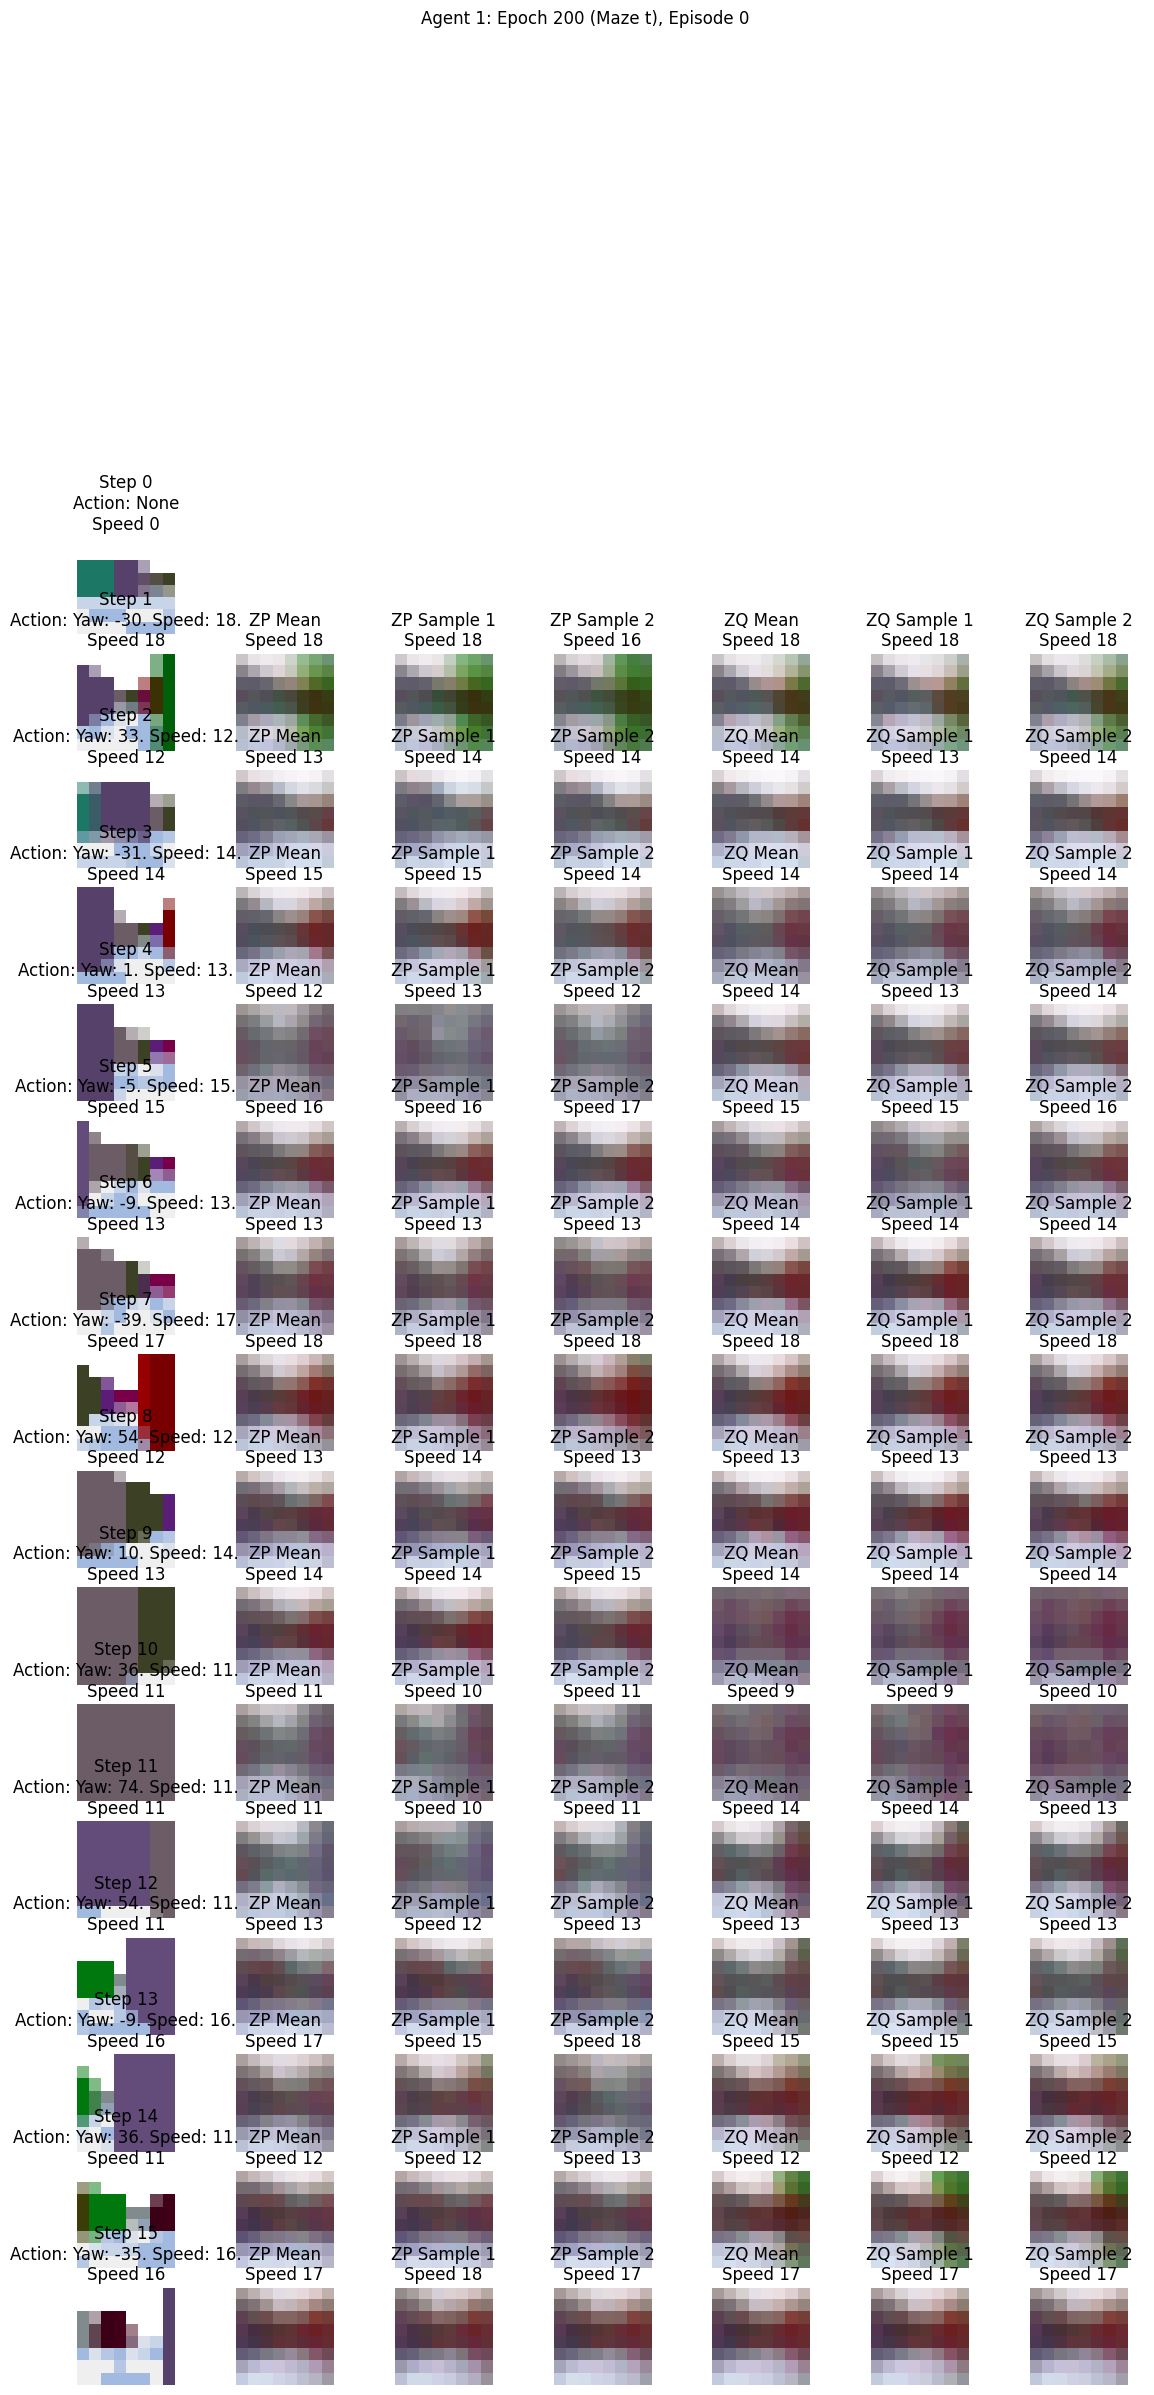 Agent 1: Epoch 200 (Maze t), Episode 0
Step 0
Action: None
Speed 0
Step 1
Action: Yaw: -30. Speed: 18. ZP Mean ZP Sample 1 ZP Sample 2 ZQ Mean ZQ Sample 1 ZQ Sample 2
Speed 18 Speed 18 Speed 18 Speed 16 Speed 18 Speed 18 Speed 18
Step 2
Action: Yaw: 33. Speed: 12. ZP Mean ZP Sample 1 ZP Sample 2 ZQ Mean ZQ Sample 1 ZQ Sample 2
Speed 12 Speed 13 Speed 14 Speed 14 Speed 14 Speed 13 Speed 14
Step 3
Action: Yaw: -31. Speed: 14. ZP Mean ZP Sample 1 ZP Sample 2 ZQ Mean ZQ Sample 1 ZQ Sample 2
Speed 14 Speed 15 Speed 15 Speed 14 Speed 14 Speed 14 Speed 14
Step 4
Action: Yaw: 1. Speed: 13. ZP Mean ZP Sample 1 ZP Sample 2 ZQ Mean ZQ Sample 1 ZQ Sample 2
Speed 13 Speed 12 Speed 13 Speed 12 Speed 14 Speed 13 Speed 14
Step 5
Action: Yaw: -5. Speed: 15. ZP Mean ZP Sample 1 ZP Sample 2 ZQ Mean ZQ Sample 1 ZQ Sample 2
Speed 15 Speed 16 Speed 16 Speed 17 Speed 15 Speed 15 Speed 16
Step 6
Action: Yaw: -9. Speed: 13. ZP Mean ZP Sample 1 ZP Sample 2 ZQ Mean ZQ Sample 1 ZQ Sample 2
Speed 13 Speed 13 Speed 13 Speed 13 Speed 14 Speed 14 Speed 14
Step 7
Action: Yaw: -39. Speed: 17. ZP Mean ZP Sample 1 ZP Sample 2 ZQ Mean ZQ Sample 1 ZQ Sample 2
Speed 17 Speed 18 Speed 18 Speed 18 Speed 18 Speed 18 Speed 18
Step 8
Action: Yaw: 54. Speed: 12. ZP Mean ZP Sample 1 ZP Sample 2 ZQ Mean ZQ Sample 1 ZQ Sample 2
Speed 12 Speed 13 Speed 14 Speed 13 Speed 13 Speed 13 Speed 13
Step 9
Action: Yaw: 10. Speed: 14. ZP Mean ZP Sample 1 ZP Sample 2 ZQ Mean ZQ Sample 1 ZQ Sample 2
Speed 13 Speed 14 Speed 14 Speed 15 Speed 14 Speed 14 Speed 14
Step 10
Action: Yaw: 36. Speed: 11. ZP Mean ZP Sample 1 ZP Sample 2 ZQ Mean ZQ Sample 1 ZQ Sample 2
Speed 11 Speed 11 Speed 10 Speed 11 Speed 9 Speed 9 Speed 10
Step 11
Action: Yaw: 74. Speed: 11. ZP Mean ZP Sample 1 ZP Sample 2 ZQ Mean ZQ Sample 1 ZQ Sample 2
Speed 11 Speed 11 Speed 10 Speed 11 Speed 14 Speed 14 Speed 13
Step 12
Action: Yaw: 54. Speed: 11. ZP Mean ZP Sample 1 ZP Sample 2 ZQ Mean ZQ Sample 1 ZQ Sample 2
Speed 11 Speed 13 Speed 12 Speed 13 Speed 13 Speed 13 Speed 13
Step 13
Action: Yaw: -9. Speed: 16. ZP Mean ZP Sample 1 ZP Sample 2 ZQ Mean ZQ Sample 1 ZQ Sample 2
Speed 16 Speed 17 Speed 15 Speed 18 Speed 15 Speed 15 Speed 15
Step 14
Action: Yaw: 36. Speed: 11. ZP Mean ZP Sample 1 ZP Sample 2 ZQ Mean ZQ Sample 1 ZQ Sample 2
Speed 11 Speed 12 Speed 12 Speed 13 Speed 12 Speed 12 Speed 12
Step 15
Action: Yaw: -35. Speed: 16. ZP Mean ZP Sample 1 ZP Sample 2 ZQ Mean ZQ Sample 1 ZQ Sample 2
Speed 16 Speed 17 Speed 18 Speed 17 Speed 17 Speed 17 Speed 17